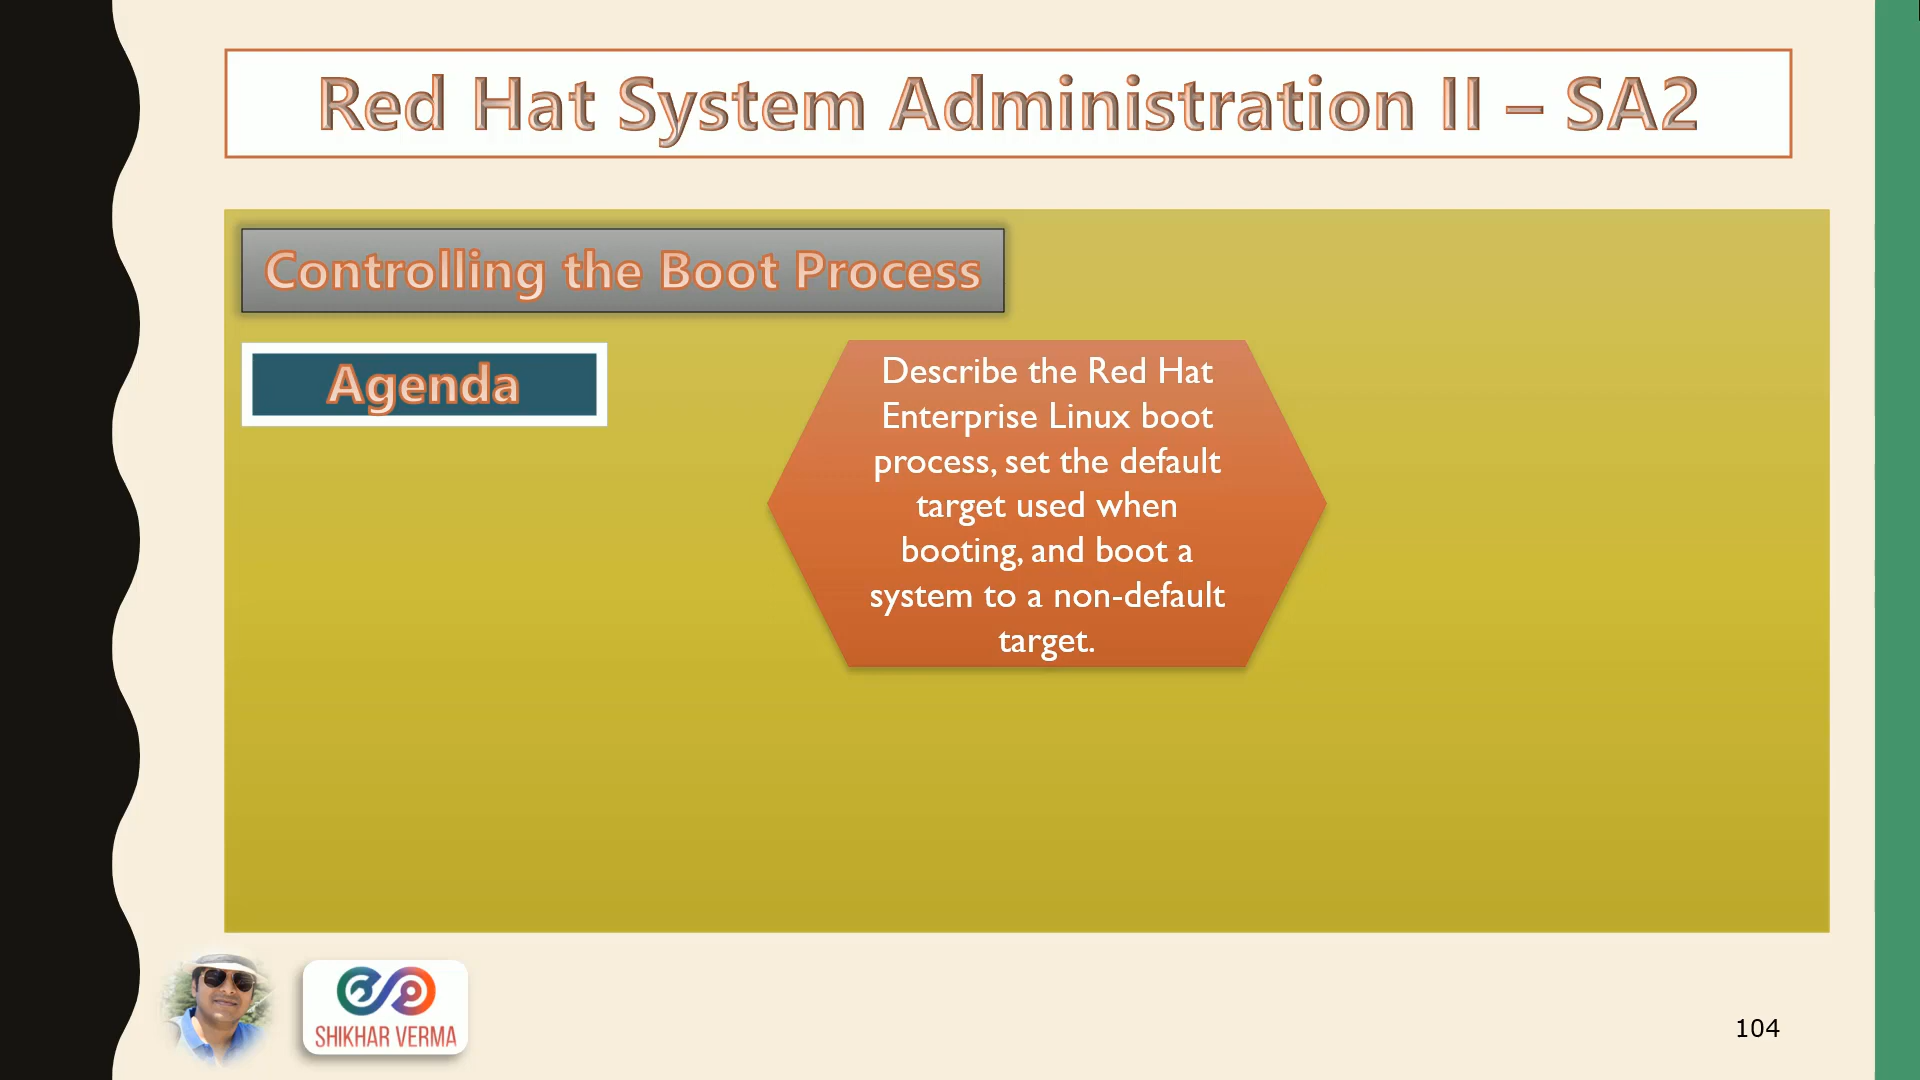 Red Hat System Administration II – SA2
Controlling the Boot Process
Agenda
Describe the Red Hat
Enterprise Linux boot
process, set the default
target used when
booting, and boot a
system to a non-default
target.
SHIKHAR VERMA
104